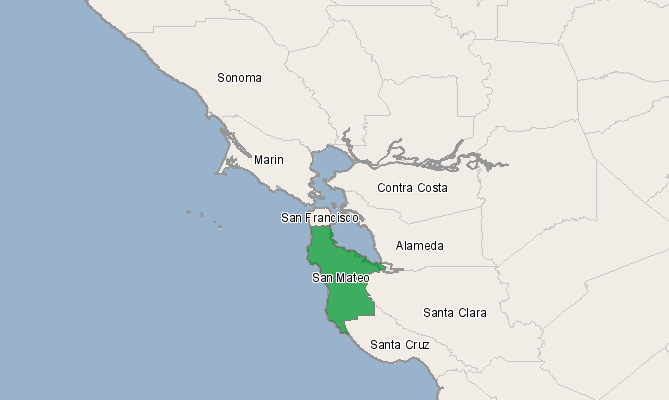 Sonoma
Marin
Contra Costa
San Francisco
Alameda
San Mateo
Santa Clara
Santa Cruz